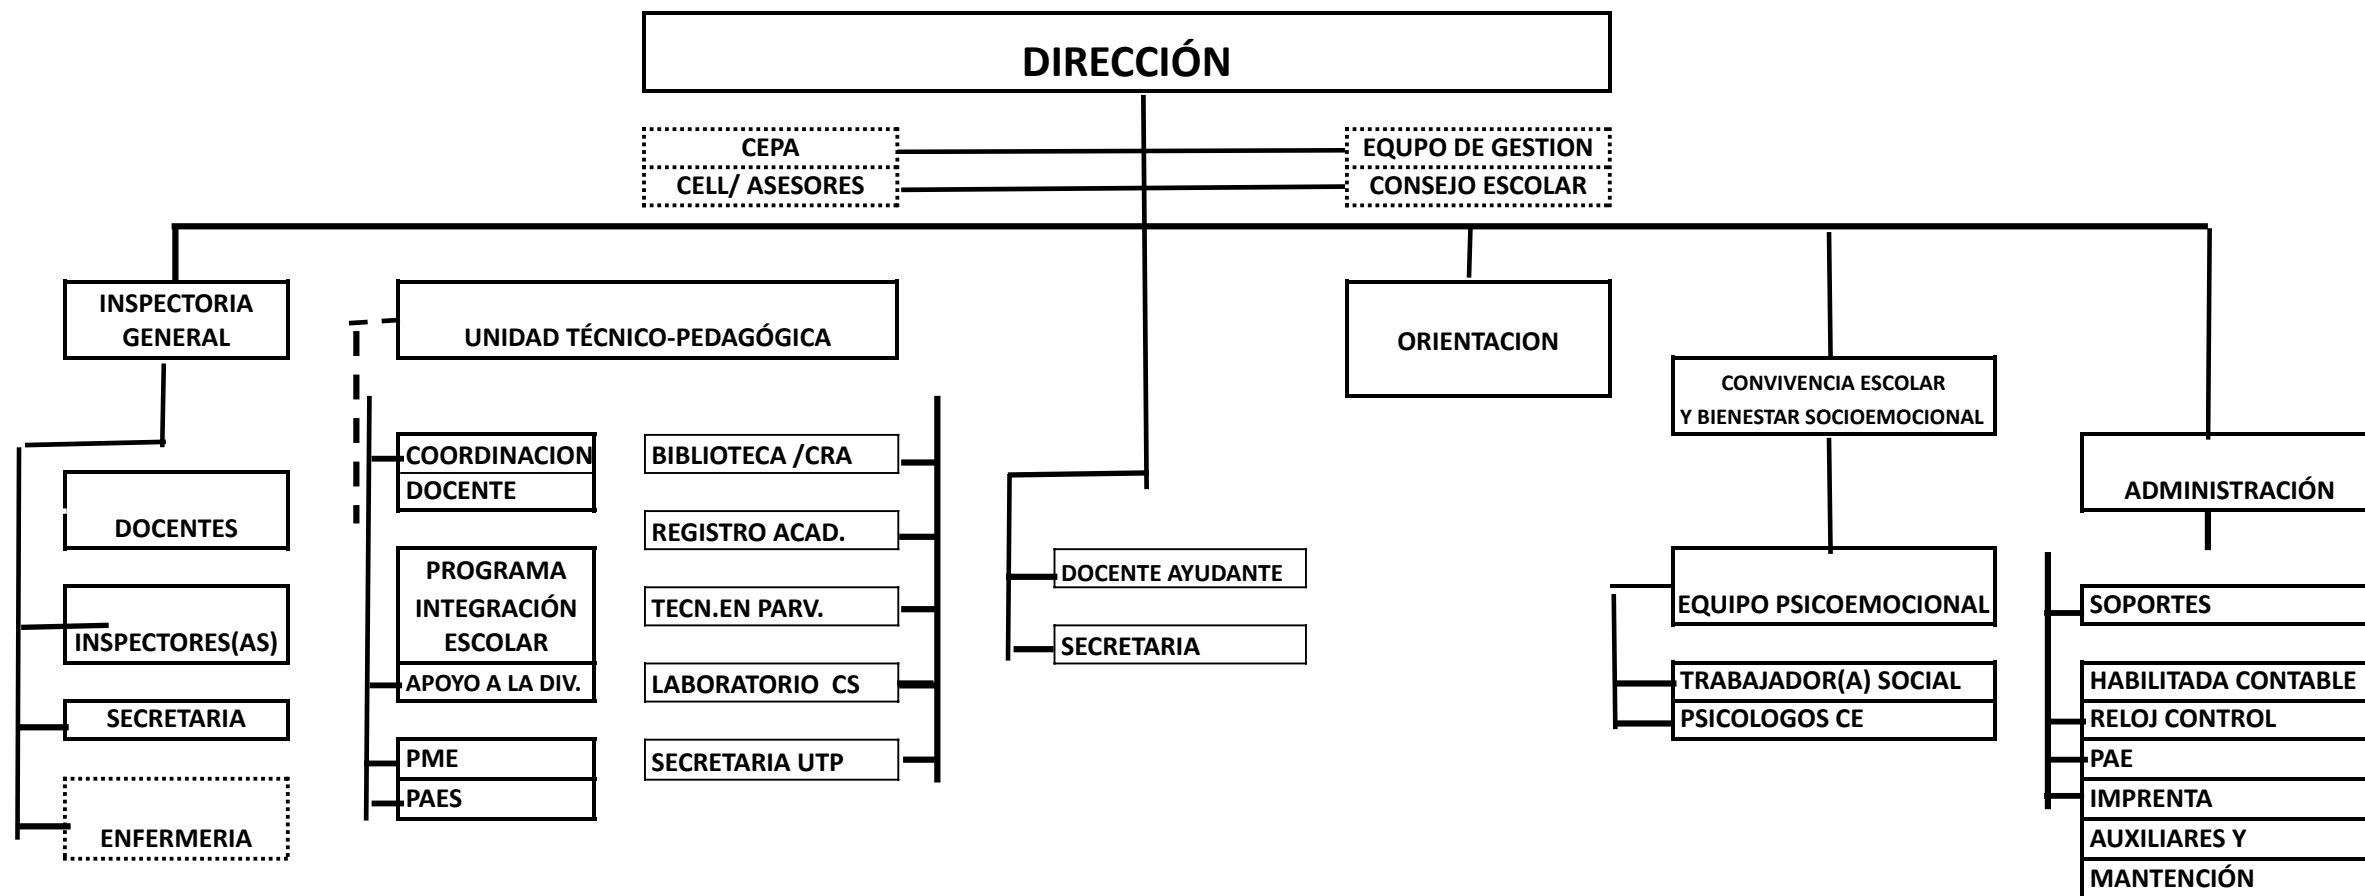 DIRECCIÓN
CEPA
EQUPO DE GESTION
CELL/ ASESORES
CONSEJO ESCOLAR
INSPECTORIA
GENERAL
UNIDAD TÉCNICO-PEDAGÓGICA
ORIENTACION
CONVIVENCIA ESCOLAR
Y BIENESTAR SOCIOEMOCIONAL
ADMINISTRACIÓN
DOCENTES
INSPECTORES(AS)
SECRETARIA
ENFERMERIA
COORDINACION
DOCENTE
PROGRAMA
INTEGRACIÓN
ESCOLAR
APOYO A LA DIV.
PME
PAES
BIBLIOTECA /CRA
REGISTRO ACAD.
TECN.EN PARV.
LABORATORIO CS
SECRETARIA UTP
DOCENTE AYUDANTE
SECRETARIA
EQUIPO PSICOEMOCIONAL
TRABAJADOR(A) SOCIAL
PSICOLOGOS CE
SOPORTES
HABILITADA CONTABLE
RELOJ CONTROL
PAE
IMPRENTA
AUXILIARES Y
MANTENCIÓN